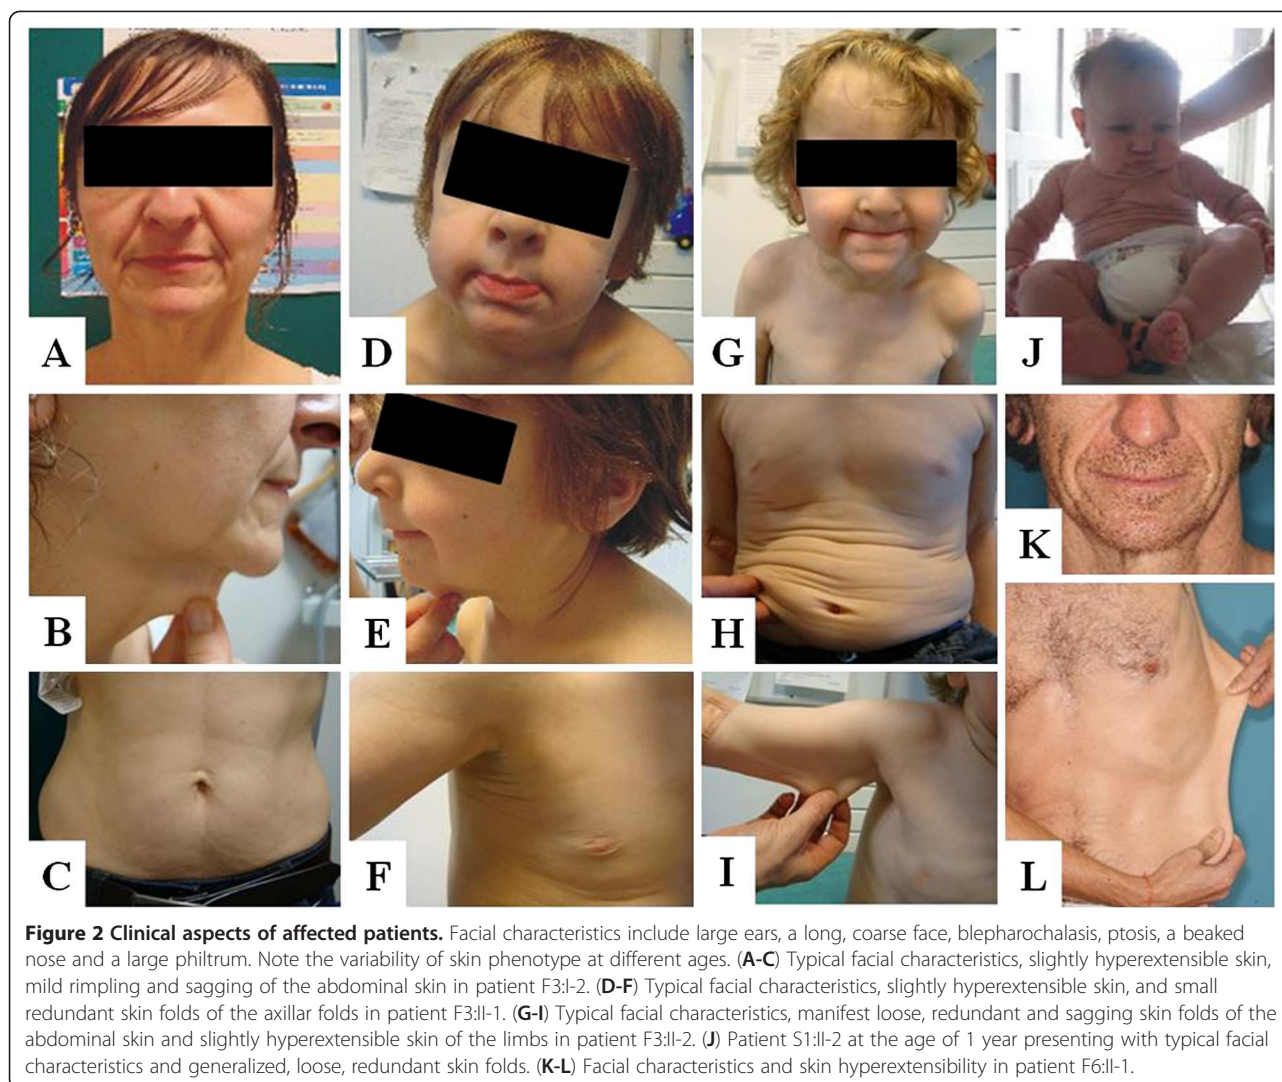 A
D
G
J
B
E
H
K
C
F
I
L
Figure 2 Clinical aspects of affected patients. Facial characteristics include large ears, a long, coarse face, blepharochalasis, ptosis, a beaked
nose and a large philtrum. Note the variability of skin phenotype at different ages. (A-C) Typical facial characteristics, slightly hyperextensible skin,
mild rimpling and sagging of the abdominal skin in patient F3:I-2. (D-F) Typical facial characteristics, slightly hyperextensible skin, and small
redundant skin folds of the axillar folds in patient F3:II-1. (G-I) Typical facial characteristics, manifest loose, redundant and sagging skin folds of the
abdominal skin and slightly hyperextensible skin of the limbs in patient F3:II-2. (J) Patient S1:II-2 at the age of 1 year presenting with typical facial
characteristics and generalized, loose, redundant skin folds. (K-L) Facial characteristics and skin hyperextensibility in patient F6:II-1.